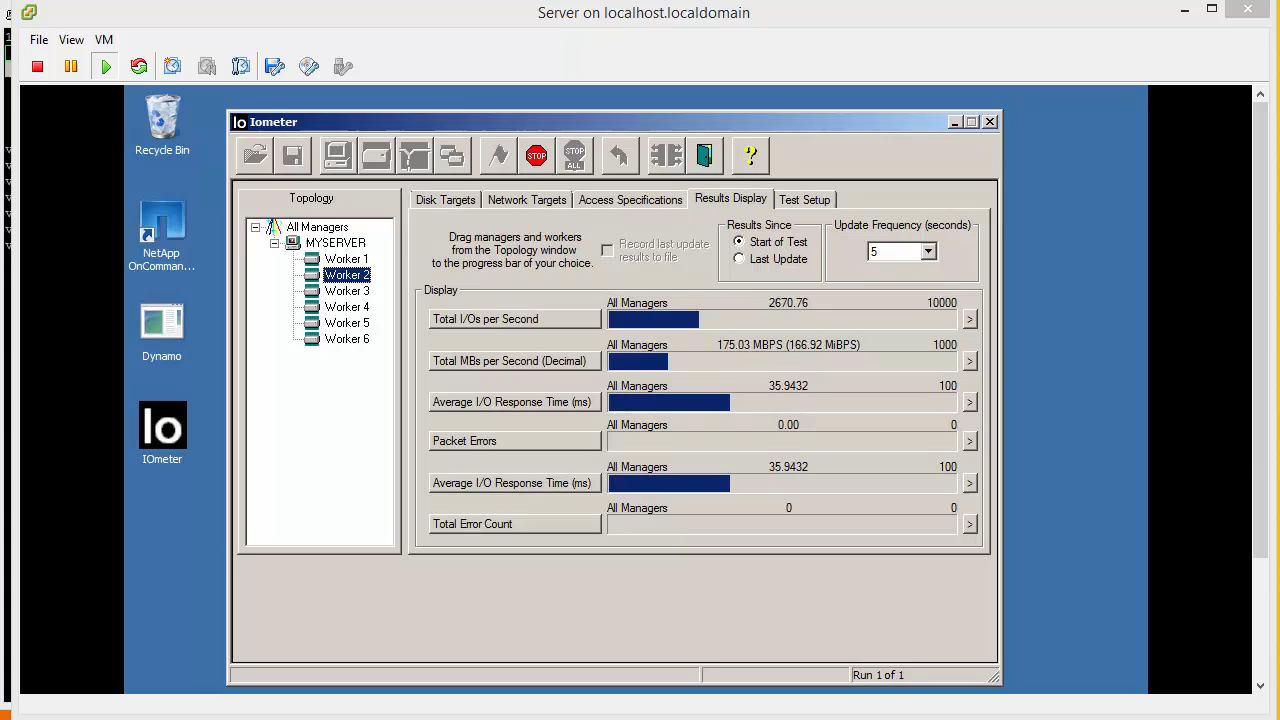 Server on localhost.localdomain
File View VM
Recycle Bin
NetApp
OnComman...
Dynamo
Io
IOmeter
Io Iometer
STOP
STOP
ALL
?
Topology
All Managers
MYSERVER
Worker 1
Worker 2
Worker 3
Worker 4
Worker 5
Worker 6
Disk Targets Network Targets Access Specifications Results Display Test Setup
Drag managers and workers
from the Topology window
to the progress bar of your choice.
Record last update
results to file
Results Since
Start of Test
Last Update
Update Frequency (seconds)
5
Display
All Managers 2670.76 10000
Total I/Os per Second >
All Managers 175.03 MBPS (166.92 MiBPS) 1000
Total MBs per Second (Decimal) >
All Managers 35.9432 100
Average I/O Response Time (ms) >
All Managers 0.00 0
Packet Errors >
All Managers 35.9432 100
Average I/O Response Time (ms) >
All Managers 0 0
Total Error Count >
Run 1 of 1